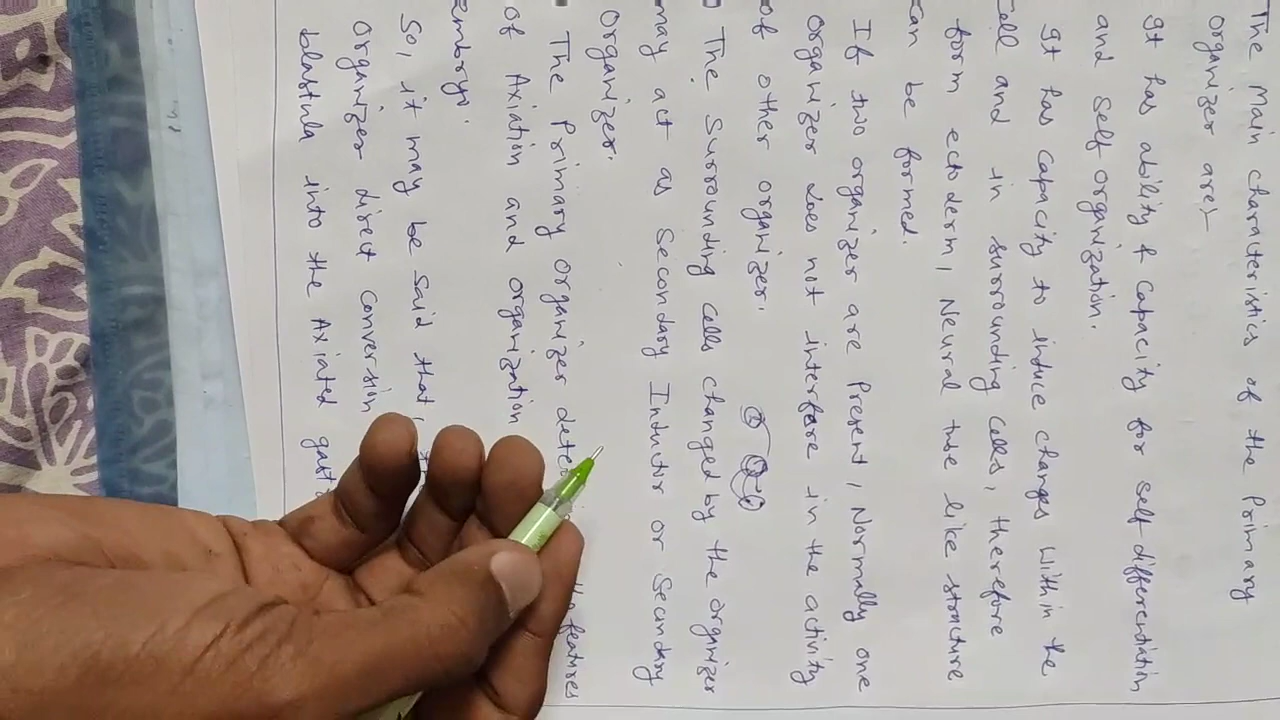 The Main characteristics of the Primary
organizer are:-
It has ability & capacity for self differentiation
and self organization.
It has capacity to induce changes within the
cell and in surrounding cells, therefore
form ectoderm, Neural tube like structure
can be formed.
If two organizer are Present, Normally one
organizer does not interfere in the activity
of other organizer.
The Surrounding cells changed by the organizer
may act as Secondary Inductor or Secondary
Organizer.
The Primary organizer features
of Axiation and organization
Embryo.
So, it may be said that,
Organizer direct conversion
blastula into the Axiated